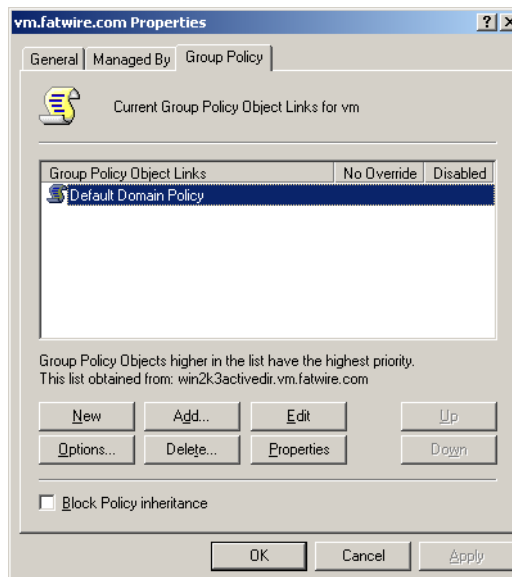 vm.fatwire.com Properties
General Managed By Group Policy
Current Group Policy Object Links for vm
Group Policy Object Links No Override Disabled
Default Domain Policy
Group Policy Objects higher in the list have the highest priority.
This list obtained from: win2k3activedir.vm.fatwire.com
New Add... Edit Up
Options... Delete... Properties Down
Block Policy inheritance
OK Cancel Apply